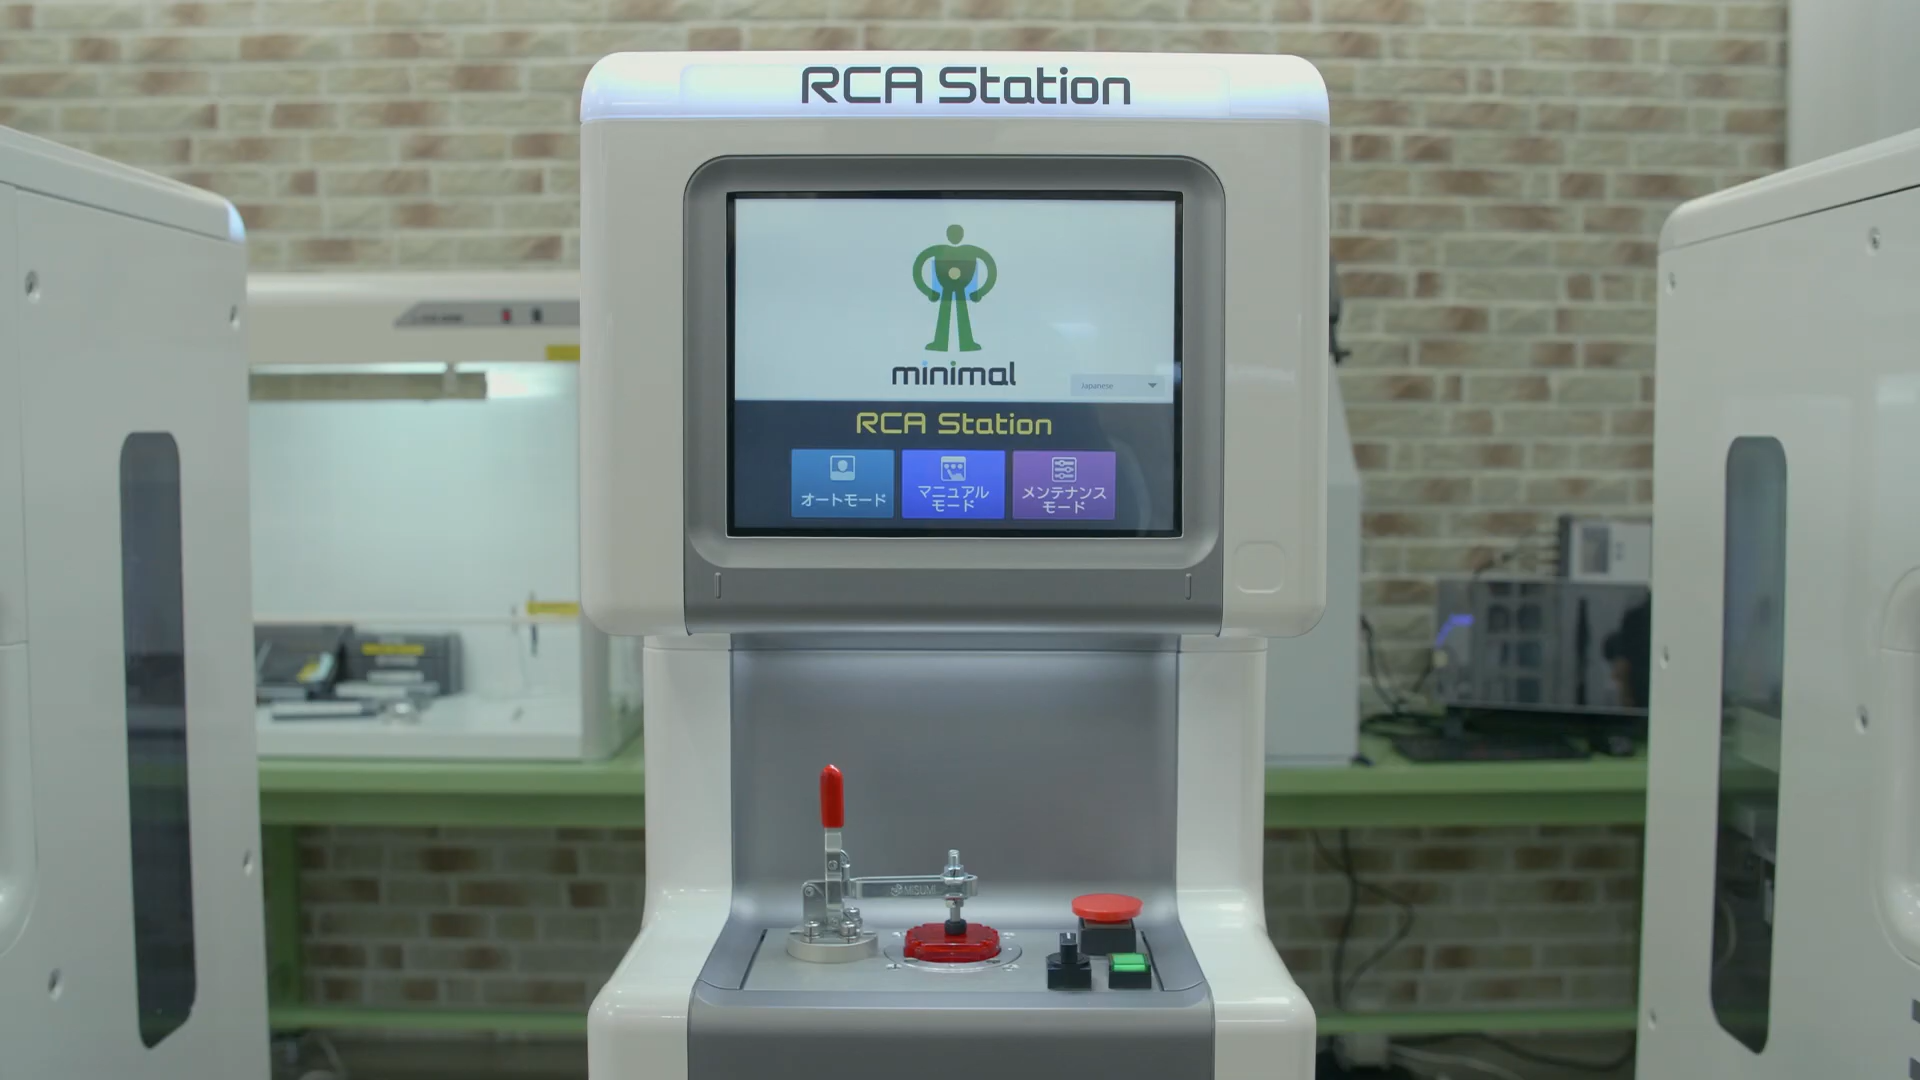 RCA Station
minimal
Japanese
RCA Station
オートモード
マニュアル
モード
メンテナンス
モード
MISUMI